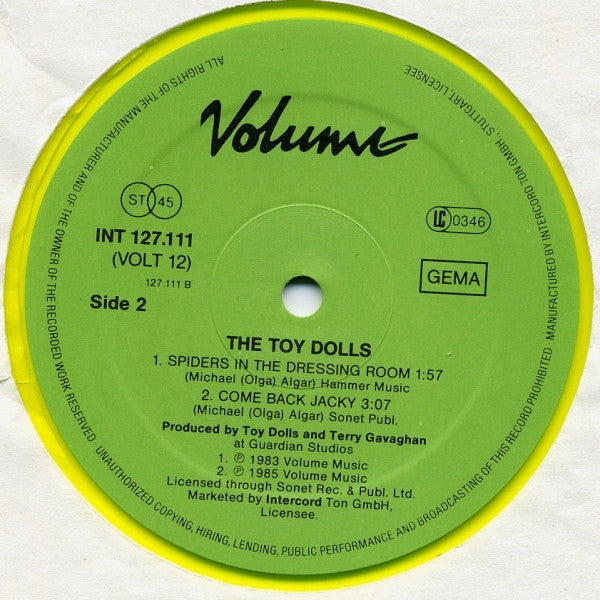 Volume
ST 45
LC 0346
INT 127.111
(VOLT 12)
127.111 B
GEMA
Side 2
THE TOY DOLLS
1. SPIDERS IN THE DRESSING ROOM 1:57
(Michael (Olga) Algar) Hammer Music
2. COME BACK JACKY 3:07
(Michael (Olga) Algar) Sonet Publ.
Produced by Toy Dolls and Terry Gavaghan
at Guardian Studios
1. ℗ 1983 Volume Music
2. ℗ 1985 Volume Music
Licensed through Sonet Rec. & Publ. Ltd.
Marketed by Intercord Ton GmbH,
Licensee.
ALL RIGHTS OF THE MANUFACTURER AND OF THE OWNER OF THE RECORDED WORK RESERVED. UNAUTHORIZED COPYING, HIRING, LENDING, PUBLIC PERFORMANCE AND BROADCASTING OF THIS RECORD PROHIBITED. MANUFACTURED BY INTERCORD TON GMBH, STUTTGART, LICENSEE